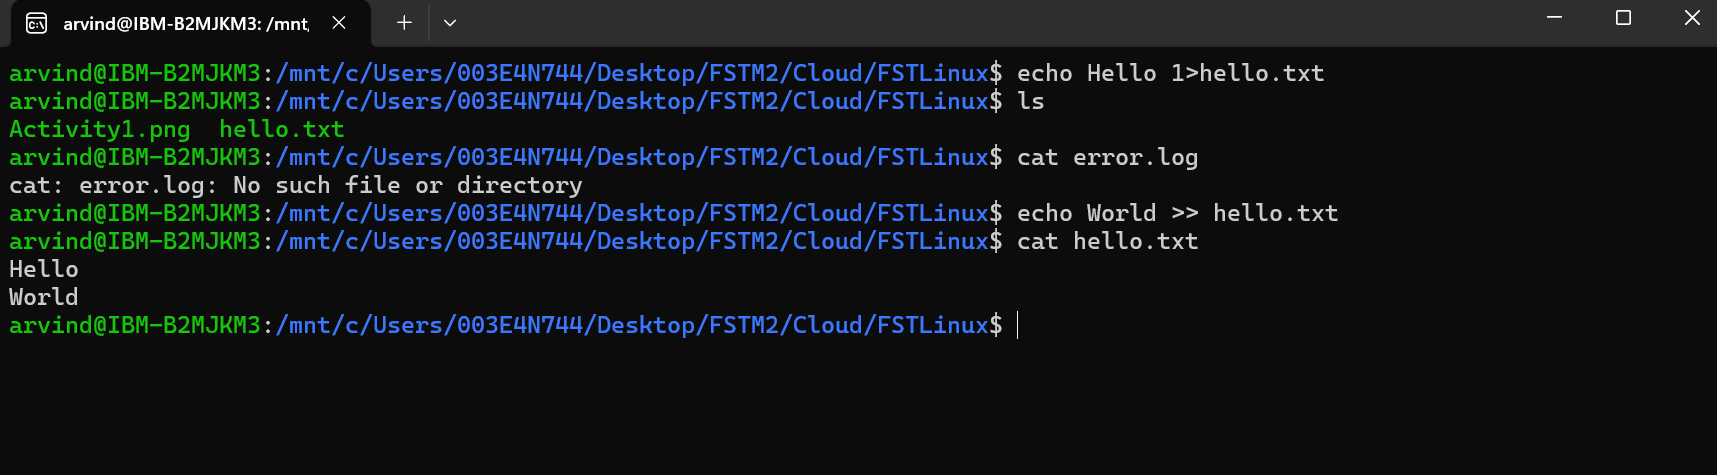 arvind@IBM-B2MJKM3: /mnt,
arvind@IBM-B2MJKM3:/mnt/c/Users/003E4N744/Desktop/FSTM2/Cloud/FSTLinux$ echo Hello 1>hello.txt
arvind@IBM-B2MJKM3:/mnt/c/Users/003E4N744/Desktop/FSTM2/Cloud/FSTLinux$ ls
Activity1.png  hello.txt
arvind@IBM-B2MJKM3:/mnt/c/Users/003E4N744/Desktop/FSTM2/Cloud/FSTLinux$ cat error.log
cat: error.log: No such file or directory
arvind@IBM-B2MJKM3:/mnt/c/Users/003E4N744/Desktop/FSTM2/Cloud/FSTLinux$ echo World >> hello.txt
arvind@IBM-B2MJKM3:/mnt/c/Users/003E4N744/Desktop/FSTM2/Cloud/FSTLinux$ cat hello.txt
Hello
World
arvind@IBM-B2MJKM3:/mnt/c/Users/003E4N744/Desktop/FSTM2/Cloud/FSTLinux$